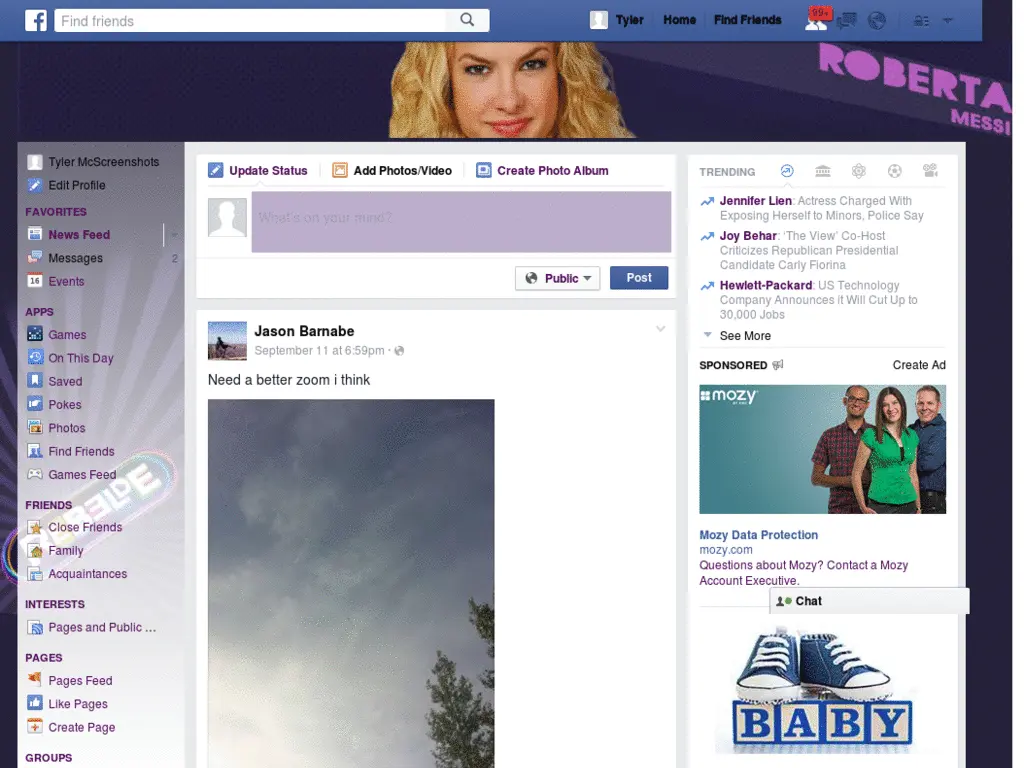 Find friends
Tyler
Home
Find Friends
99+
ROBERTA
MESSI
Tyler McScreenshots
Edit Profile
FAVORITES
News Feed
Messages 2
16 Events
APPS
Games
On This Day
Saved
Pokes
Photos
Find Friends
Games Feed
REBELDE
FRIENDS
Close Friends
Family
Acquaintances
INTERESTS
Pages and Public ...
PAGES
Pages Feed
Like Pages
Create Page
GROUPS
Update Status
Add Photos/Video
Create Photo Album
What's on your mind?
Public
Post
Jason Barnabe
September 11 at 6:59pm ·
Need a better zoom i think
TRENDING
Jennifer Lien: Actress Charged With
Exposing Herself to Minors, Police Say
Joy Behar: 'The View' Co-Host
Criticizes Republican Presidential
Candidate Carly Fiorina
Hewlett-Packard: US Technology
Company Announces it Will Cut Up to
30,000 Jobs
See More
SPONSORED
Create Ad
mozy
Mozy Data Protection
mozy.com
Questions about Mozy? Contact a Mozy
Account Executive.
Chat
BABY